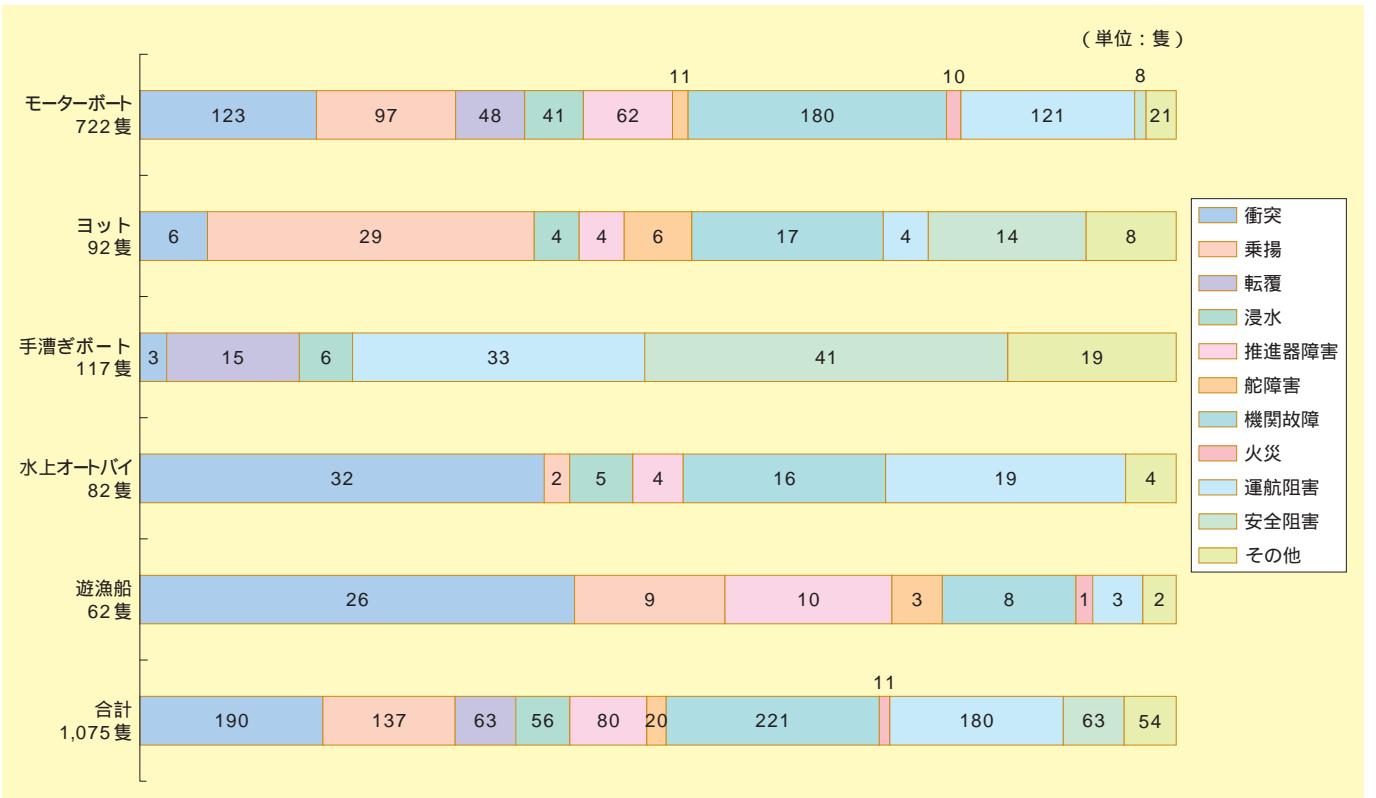 (単位:隻)
11 10 8
モーターボート
722隻
123 97 48 41 62 180 121 21
ヨット
92隻
6 29 4 4 6 17 4 14 8
手漕ぎボート
117隻
3 15 6 33 41 19
水上オートバイ
82隻
32 2 5 4 16 19 4
遊漁船
62隻
26 9 10 3 8 1 3 2
11
合計
1,075隻
190 137 63 56 80 20 221 180 63 54
衝突
乗揚
転覆
浸水
推進器障害
舵障害
機関故障
火災
運航阻害
安全阻害
その他